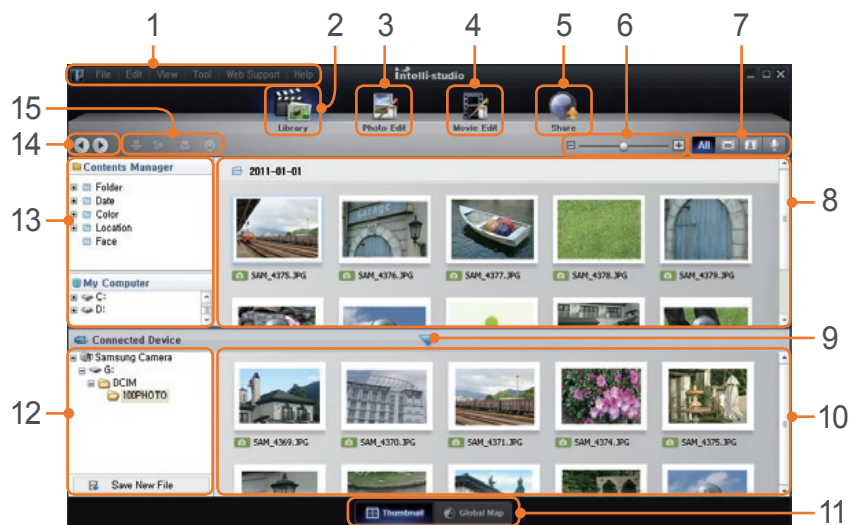 1 2 3 4 5 6 7
File Edit View Tool Web Support Help
intelli-studio
15
Library Photo Edit Movie Edit Share
14
All
Contents Manager
2011-01-01
13
Folder
Date
Color
Location
Face
8
SAM_4375.JPG SAM_4376.JPG SAM_4377.JPG SAM_4378.JPG SAM_4379.JPG
My Computer
C:
D:
Connected Device
9
12
Samsung Camera
G:
DCIM
100PHOTO
10
SAM_4369.JPG SAM_4370.JPG SAM_4371.JPG SAM_4374.JPG SAM_4375.JPG
Save New File
Thumbnail Global Map
11